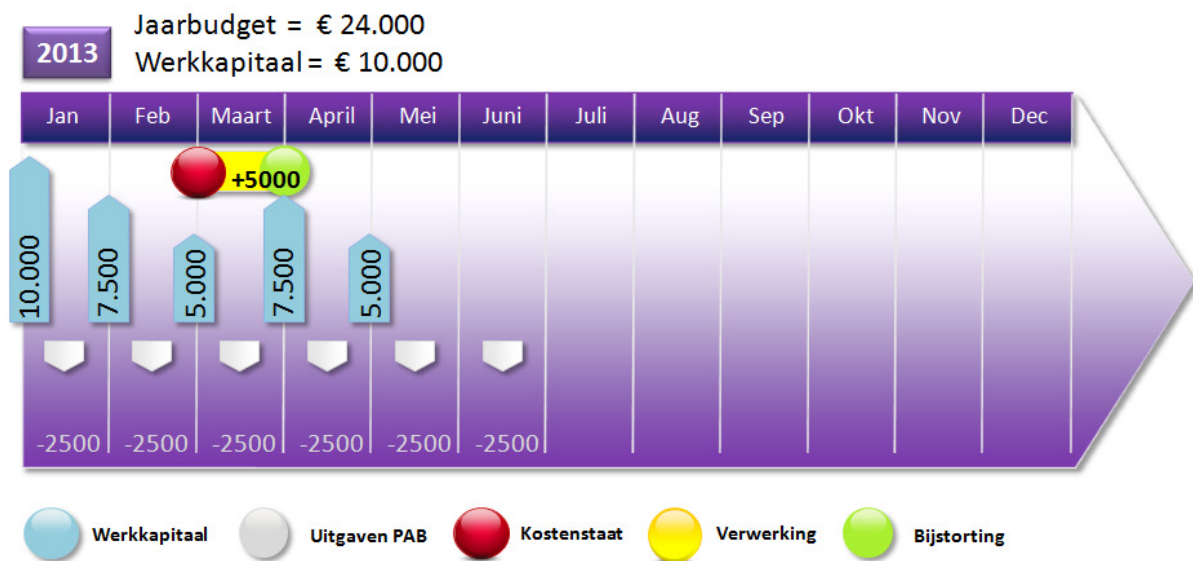 2013
Jaarbudget = € 24.000
Werkkapitaal = € 10.000
Jan Feb Maart April Mei Juni Juli Aug Sep Okt Nov Dec
+5000
10.000 7.500 5.000 7.500 5.000
-2500 -2500 -2500 -2500 -2500 -2500
Werkkapitaal Uitgaven PAB Kostenstaat Verwerking Bijstorting